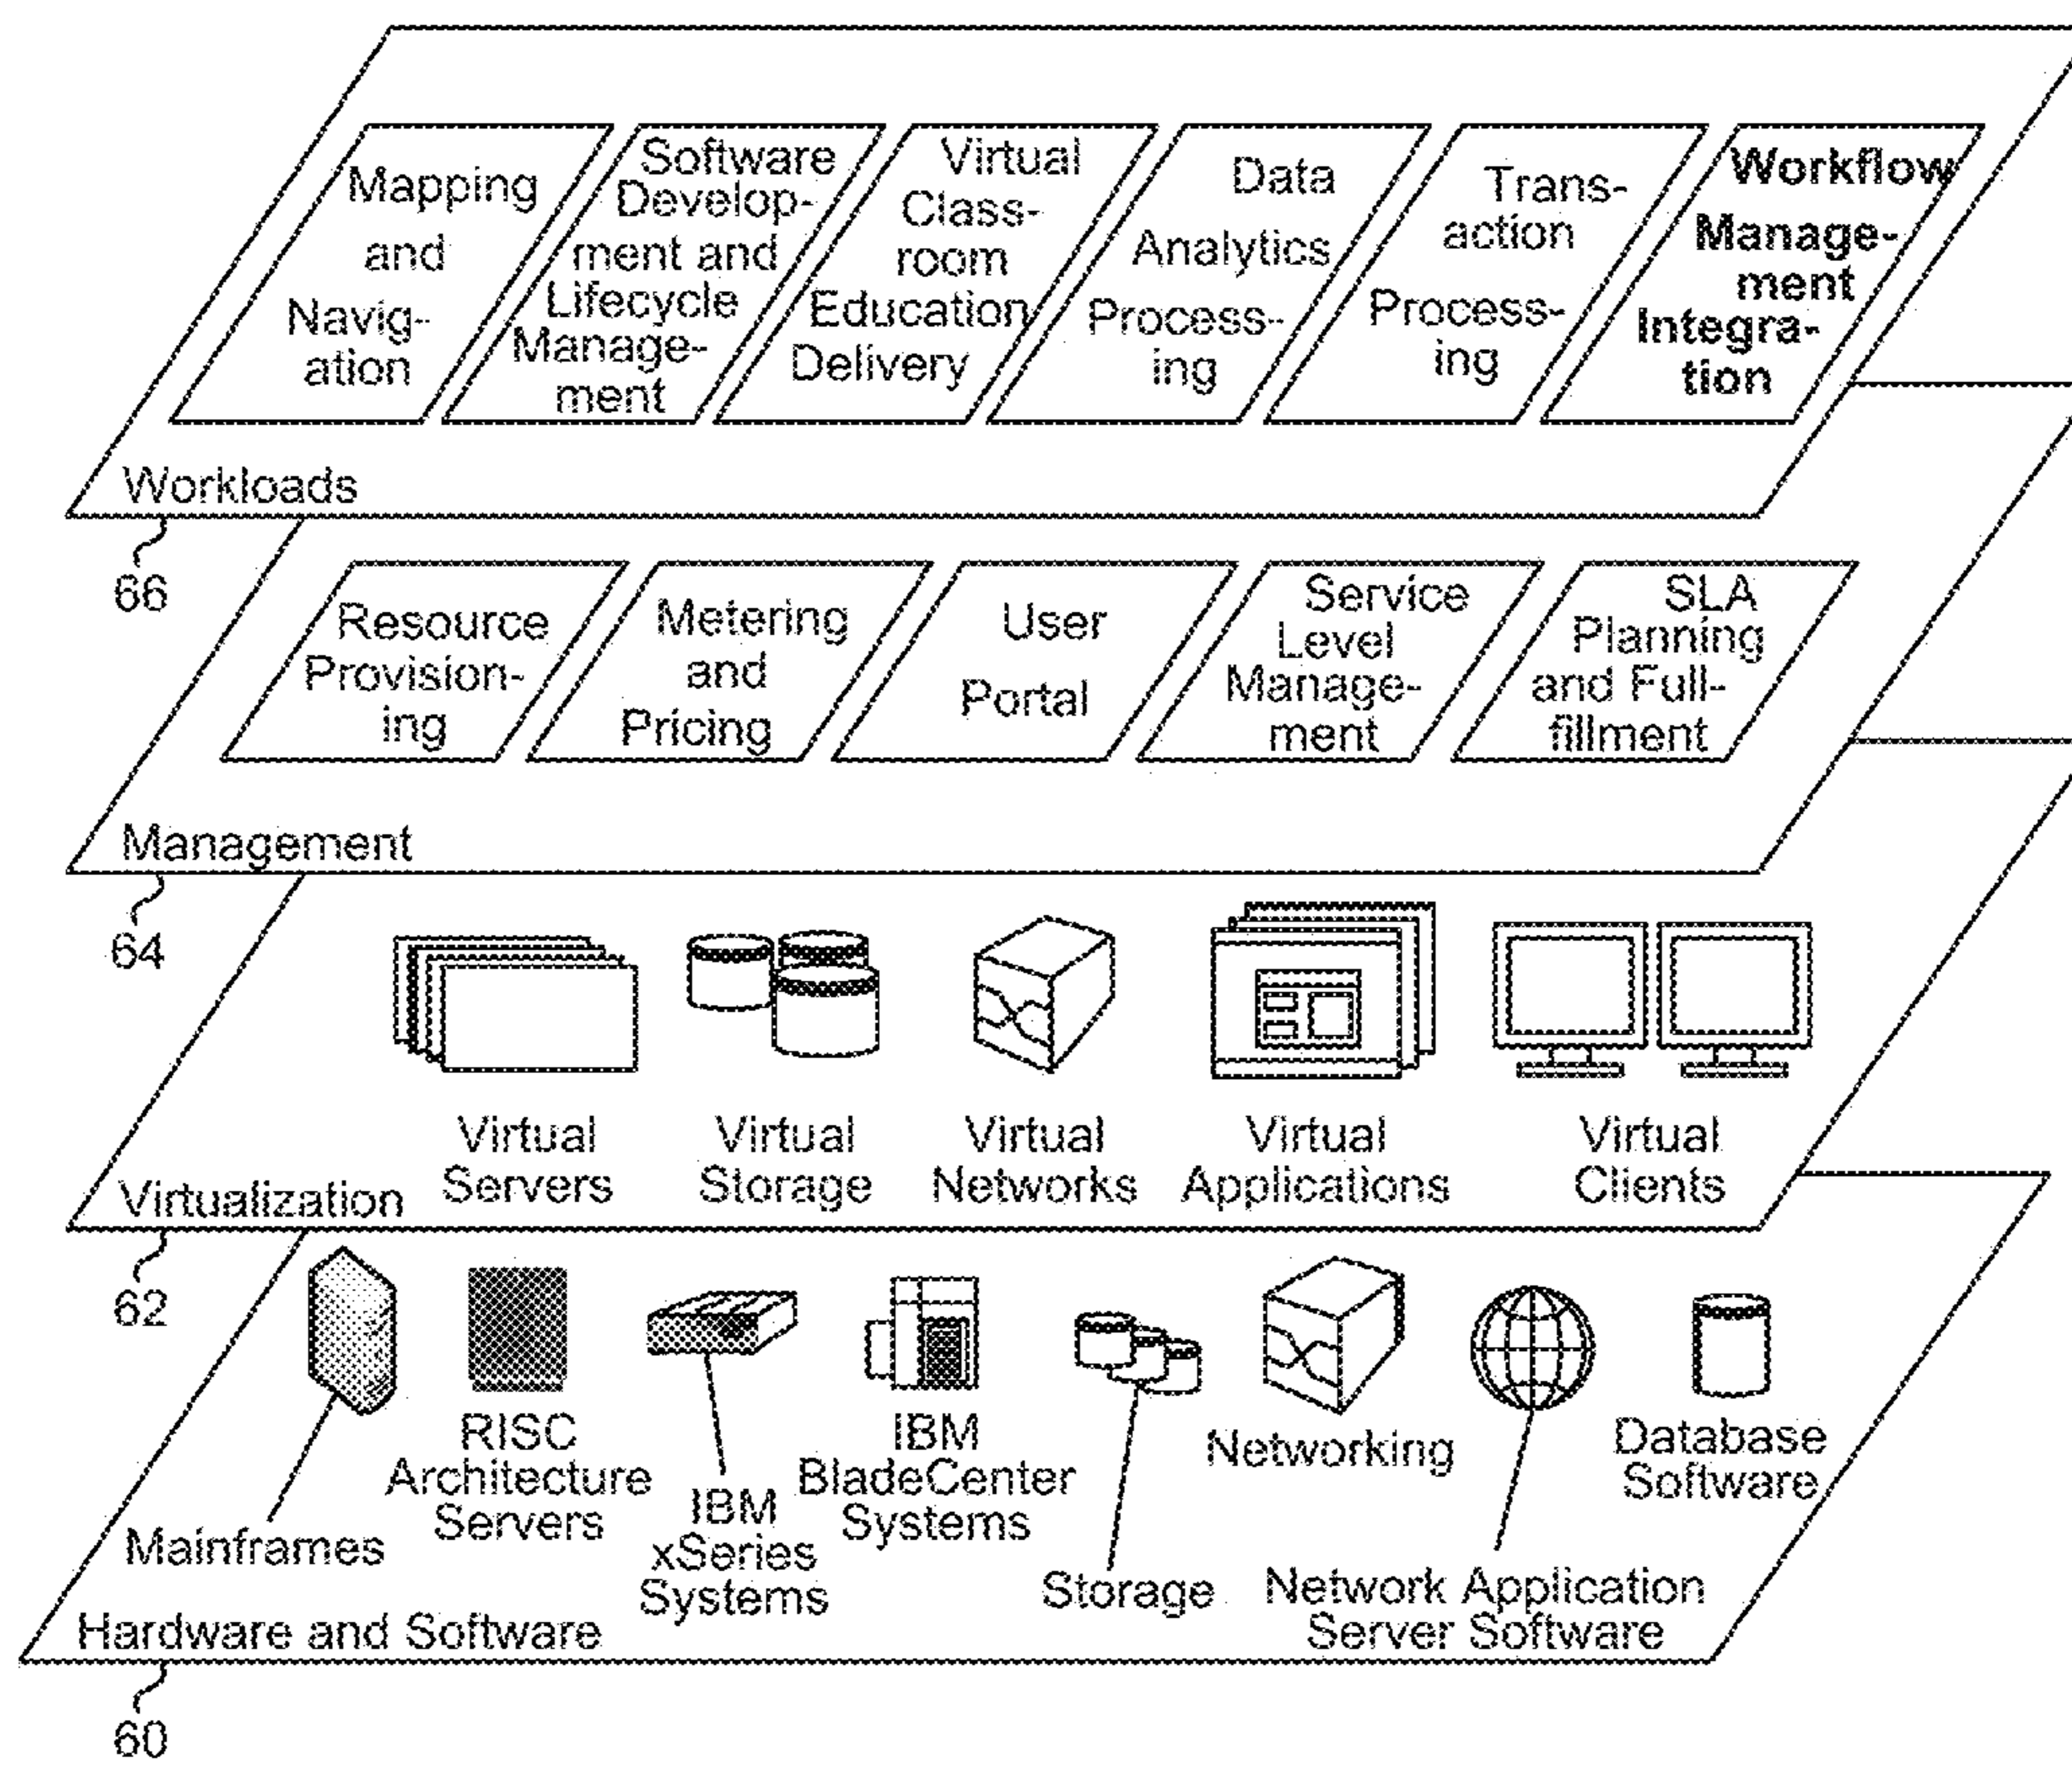 Mapping
and
Navig-
ation
Software
Develop-
ment and
Lifecycle
Manage-
ment
Virtual
Class-
room
Education
Delivery
Data
Analytics
Process-
ing
Trans-
action
Process-
ing
Workflow
Manage-
ment
Integra-
tion
Workloads
66
Resource
Provision-
ing
Metering
and
Pricing
User
Portal
Service
Level
Manage-
ment
SLA
Planning
and Full-
fillment
Management
64
Virtual
Servers
Virtual
Storage
Virtual
Networks
Virtual
Applications
Virtual
Clients
Virtualization
62
Mainframes
RISC
Architecture
Servers
IBM
xSeries
Systems
IBM
BladeCenter
Systems
Storage
Networking
Network Application
Server Software
Database
Software
Hardware and Software
60